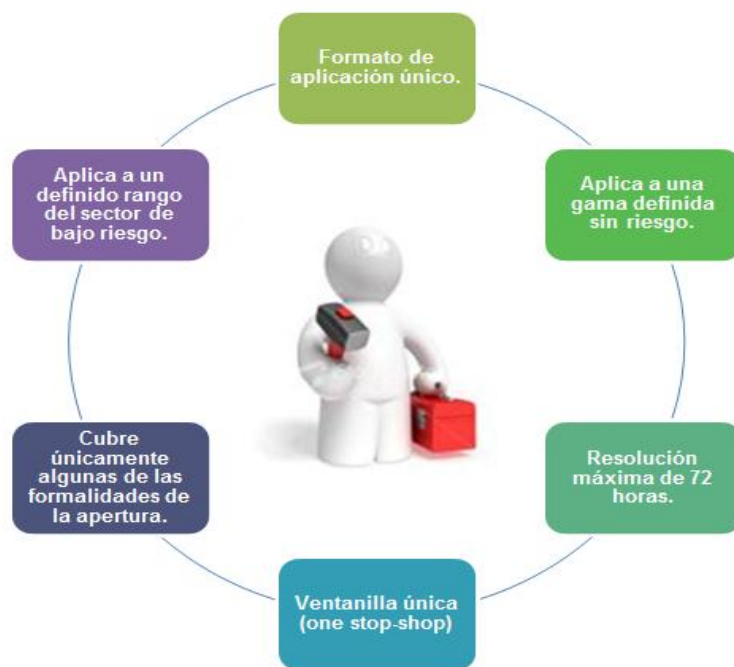 Formato de
aplicación único.
Aplica a una
gama definida
sin riesgo.
Resolución
máxima de 72
horas.
Ventanilla única
(one stop-shop)
Cubre
únicamente
algunas de las
formalidades de
la apertura.
Aplica a un
definido rango
del sector de
bajo riesgo.